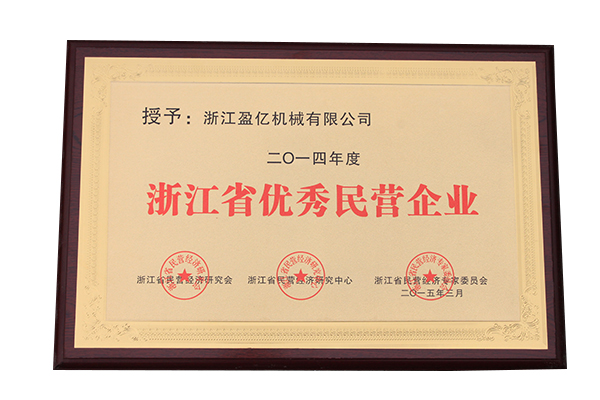 授予：浙江盈亿机械有限公司
二〇一四年度
浙江省优秀民营企业
浙江省民营经济研究会 浙江省民营经济研究中心 浙江省民营经济专家委员会
二〇一五年三月